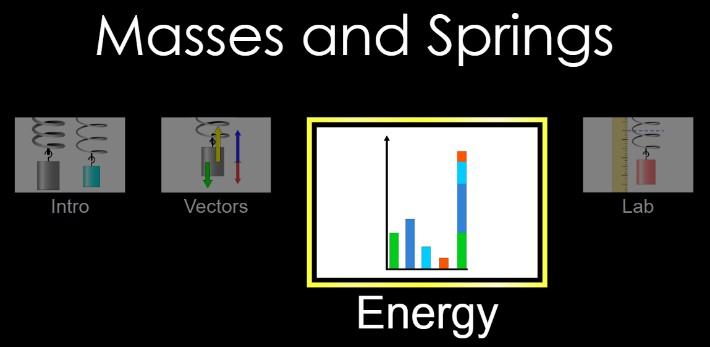 Masses and Springs
Intro
Vectors
Energy
Lab